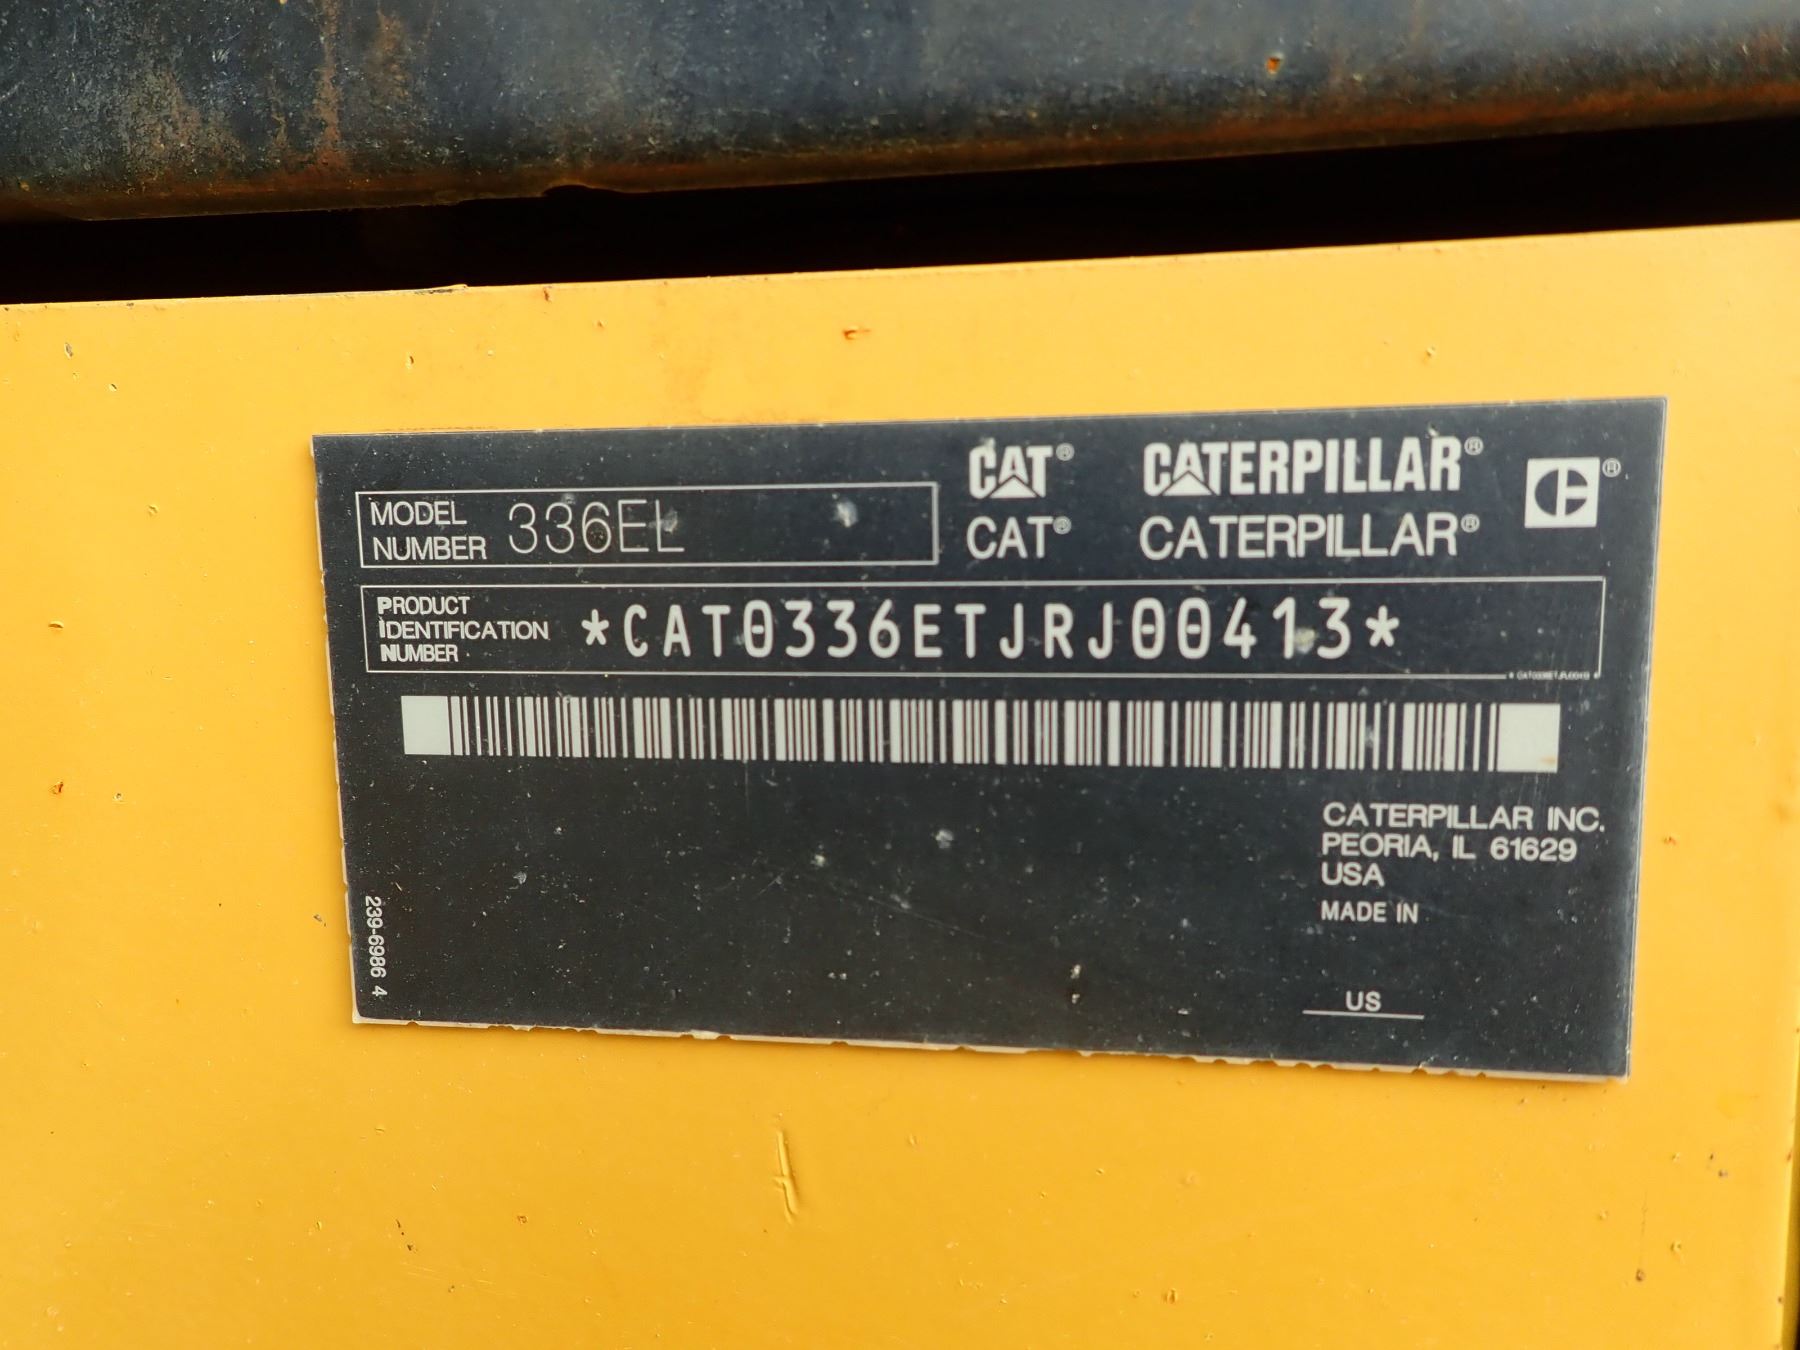 CAT® CATERPILLAR®
CAT® CATERPILLAR®
MODEL
NUMBER 336EL
PRODUCT
IDENTIFICATION
NUMBER
*CAT0336ETJRJ00413*
CATERPILLAR INC.
PEORIA, IL 61629
USA
MADE IN
US
239-6986 4